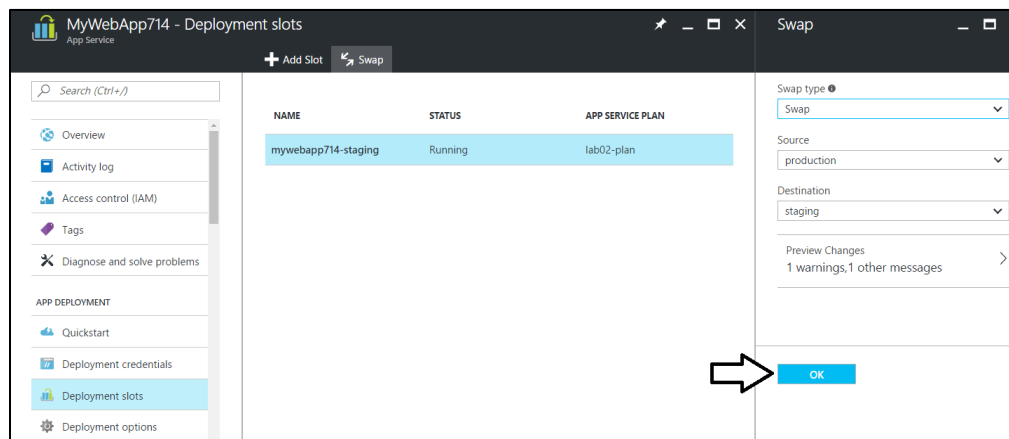 MyWebApp714 - Deployment slots
App Service
Add Slot
Swap
Search (Ctrl+/)
Overview
Activity log
Access control (IAM)
Tags
Diagnose and solve problems
APP DEPLOYMENT
Quickstart
Deployment credentials
Deployment slots
Deployment options
NAME STATUS APP SERVICE PLAN
mywebapp714-staging Running lab02-plan
Swap
Swap type
Swap
Source
production
Destination
staging
Preview Changes
1 warnings,1 other messages
OK